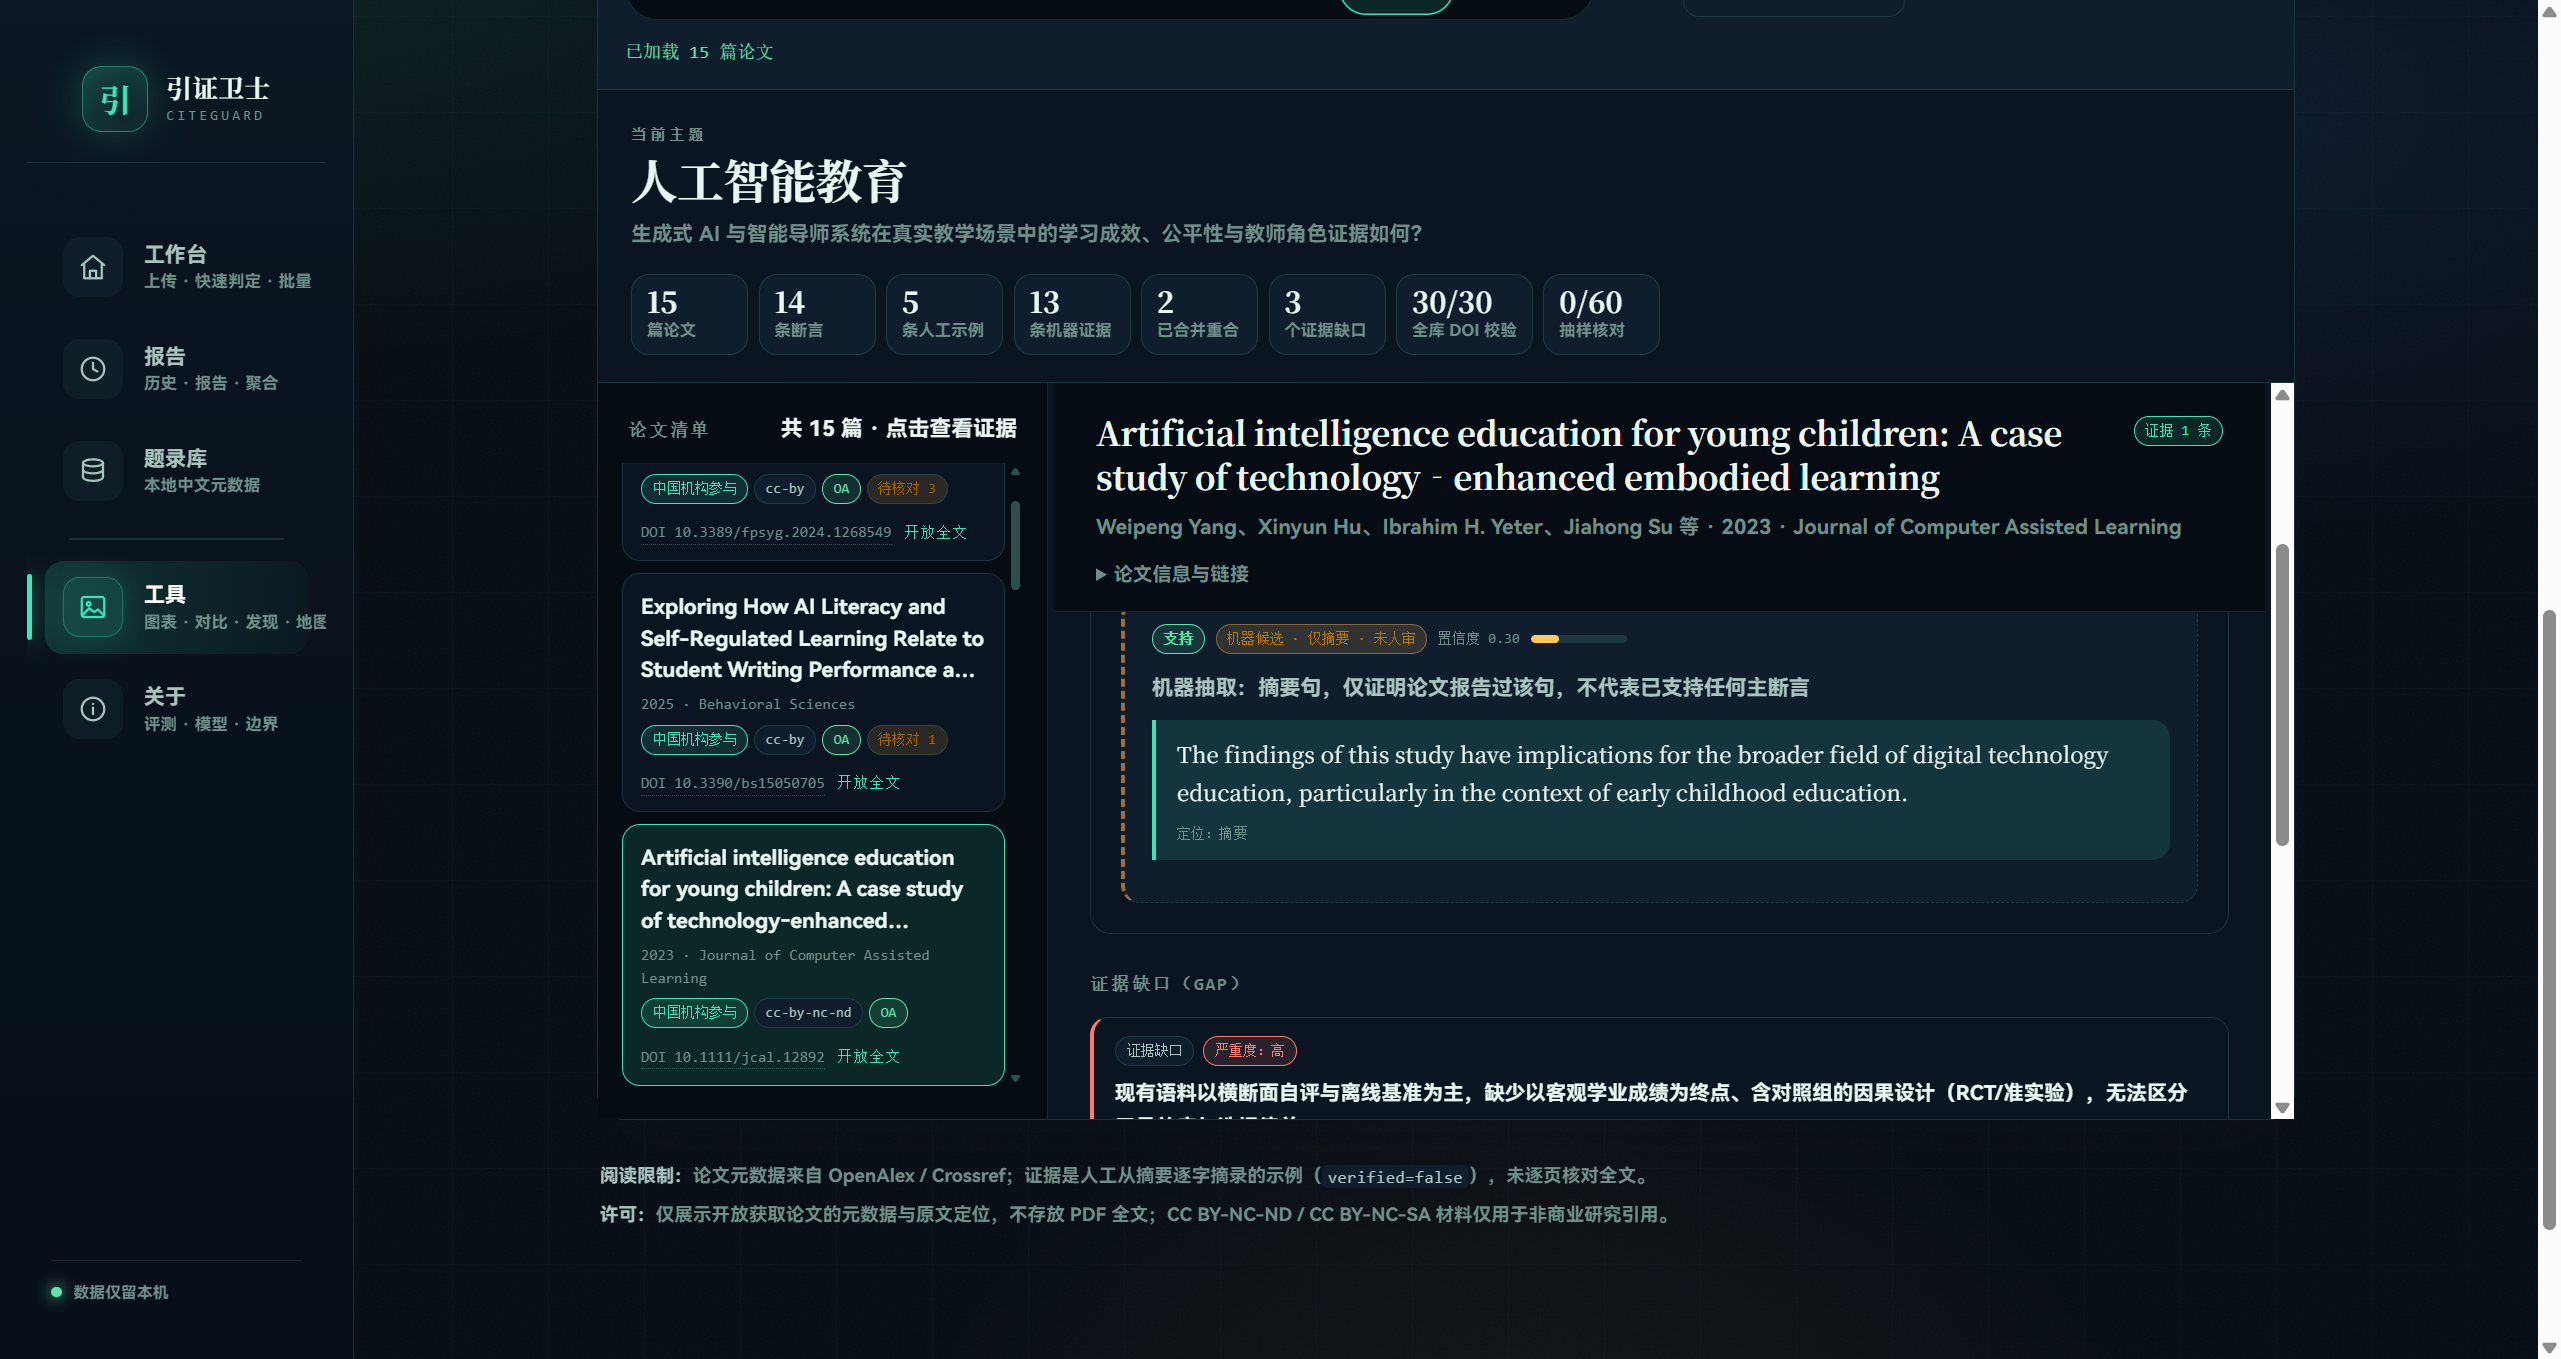 引
引证卫士
CITEGUARD
工作台
上传 · 快速判定 · 批量
报告
历史 · 报告 · 聚合
题录库
本地中文元数据
工具
图表 · 对比 · 发现 · 地图
关于
评测 · 模型 · 边界
数据仅留本机
已加载 15 篇论文
当前主题
人工智能教育
生成式 AI 与智能导师系统在真实教学场景中的学习成效、公平性与教师角色证据如何？
15
篇论文
14
条断言
5
条人工示例
13
条机器证据
2
已合并重合
3
个证据缺口
30/30
全库 DOI 校验
0/60
抽样核对
论文清单
共 15 篇 · 点击查看证据
中国机构参与 cc-by OA 待核对 3
DOI 10.3389/fpsyg.2024.1268549 开放全文
Exploring How AI Literacy and
Self-Regulated Learning Relate to
Student Writing Performance a...
2025 · Behavioral Sciences
中国机构参与 cc-by OA 待核对 1
DOI 10.3390/bs15050705 开放全文
Artificial intelligence education
for young children: A case study
of technology-enhanced...
2023 · Journal of Computer Assisted
Learning
中国机构参与 cc-by-nc-nd OA
DOI 10.1111/jcal.12892 开放全文
Artificial intelligence education for young children: A case
study of technology‐enhanced embodied learning
证据 1 条
Weipeng Yang、Xinyun Hu、Ibrahim H. Yeter、Jiahong Su 等 · 2023 · Journal of Computer Assisted Learning
▶ 论文信息与链接
支持 机器候选 · 仅摘要 · 未人审 置信度 0.30
机器抽取：摘要句，仅证明论文报告过该句，不代表已支持任何主断言
The findings of this study have implications for the broader field of digital technology
education, particularly in the context of early childhood education.
定位：摘要
证据缺口（GAP）
证据缺口 严重度：高
现有语料以横断面自评与离线基准为主，缺少以客观学业成绩为终点、含对照组的因果设计（RCT/准实验），无法区分
阅读限制：论文元数据来自 OpenAlex / Crossref；证据是人工从摘要逐字摘录的示例（verified=false），未逐页核对全文。
许可：仅展示开放获取论文的元数据与原文定位，不存放 PDF 全文；CC BY-NC-ND / CC BY-NC-SA 材料仅用于非商业研究引用。